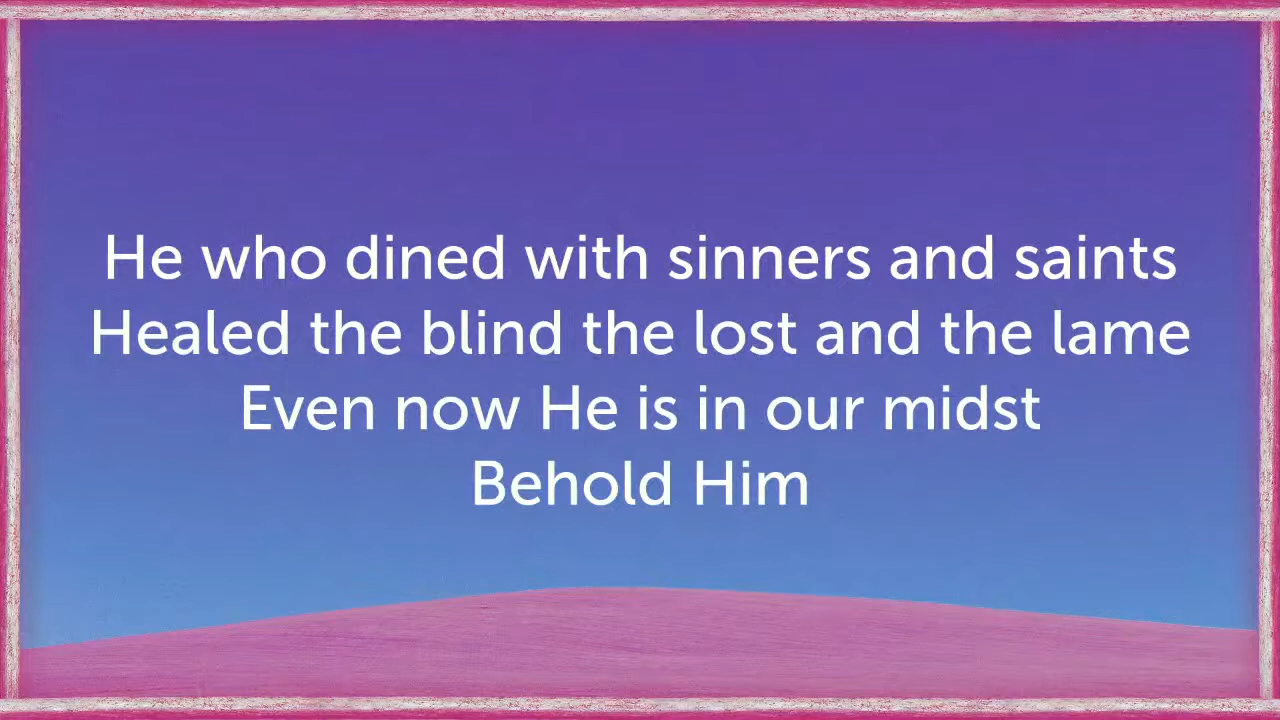 He who dined with sinners and saints
Healed the blind the lost and the lame
Even now He is in our midst
Behold Him